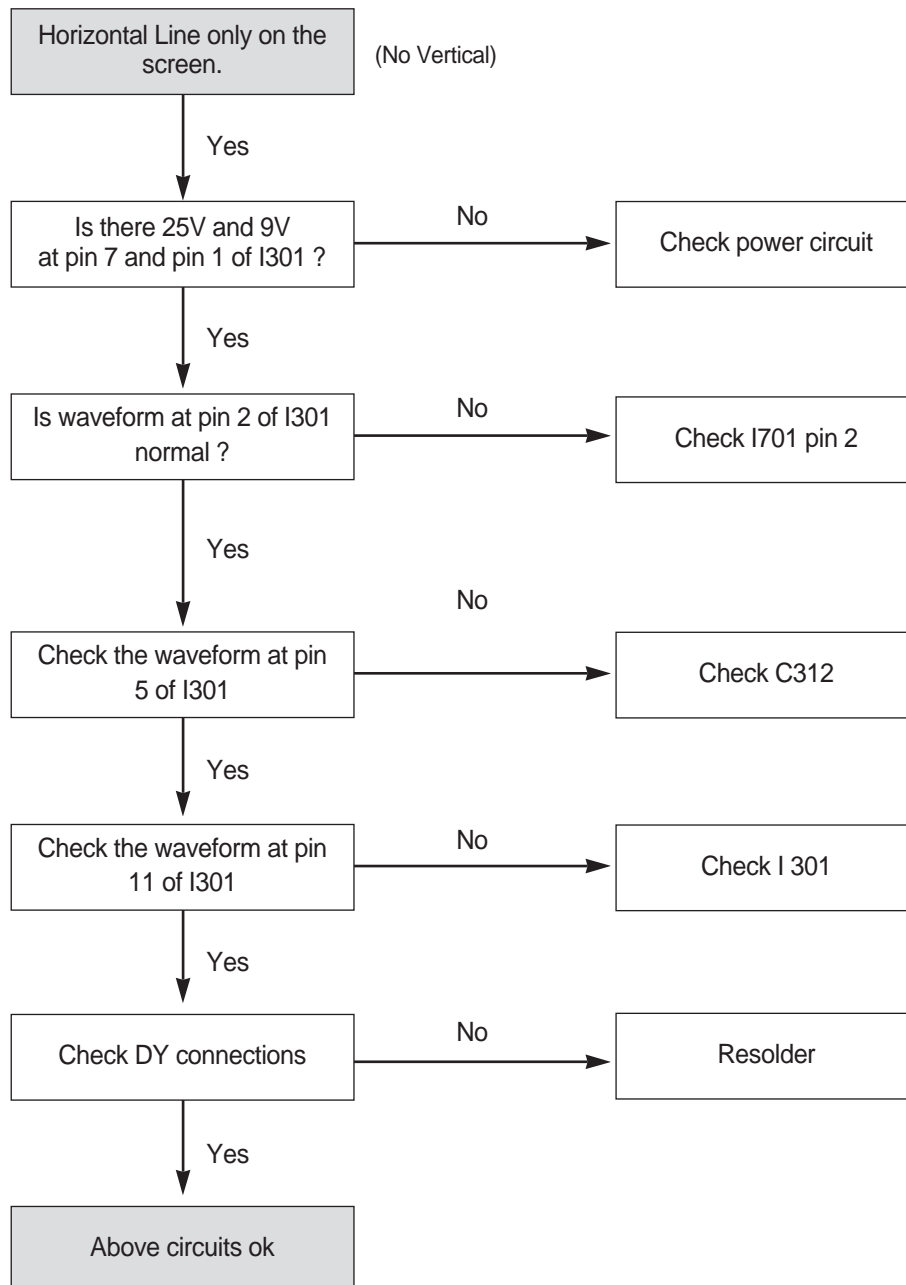 Horizontal Line only on the
screen.
(No Vertical)
Yes
Is there 25V and 9V
at pin 7 and pin 1 of I301 ?
No
Check power circuit
Yes
Is waveform at pin 2 of I301
normal ?
No
Check I701 pin 2
Yes
Check the waveform at pin
5 of I301
No
Check C312
Yes
Check the waveform at pin
11 of I301
No
Check I 301
Yes
Check DY connections
No
Resolder
Yes
Above circuits ok